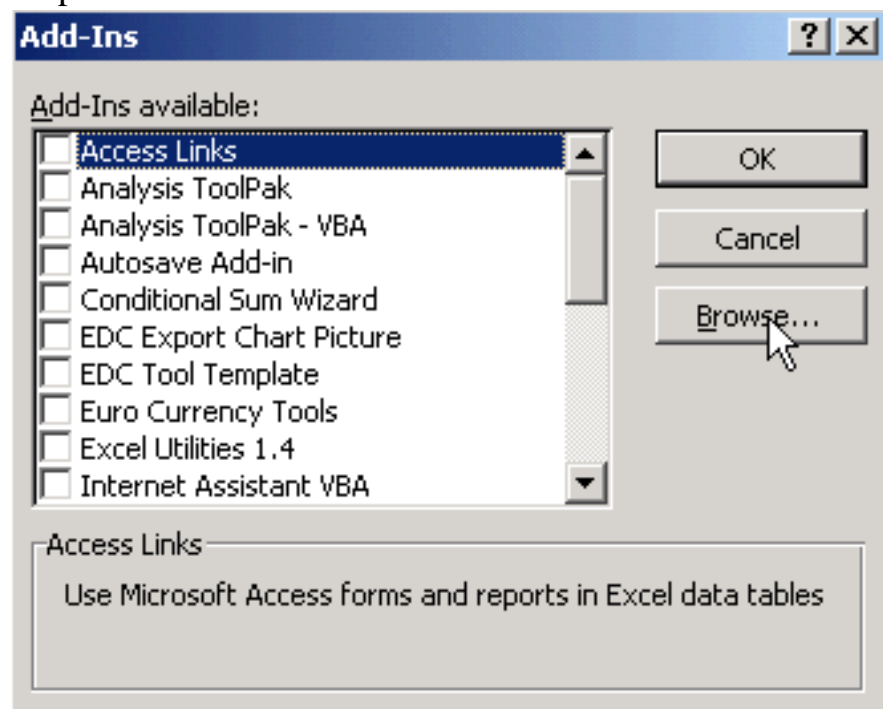 Add-Ins
Add-Ins available:
Access Links
Analysis ToolPak
Analysis ToolPak - VBA
Autosave Add-in
Conditional Sum Wizard
EDC Export Chart Picture
EDC Tool Template
Euro Currency Tools
Excel Utilities 1.4
Internet Assistant VBA
OK
Cancel
Browse...
Access Links
Use Microsoft Access forms and reports in Excel data tables